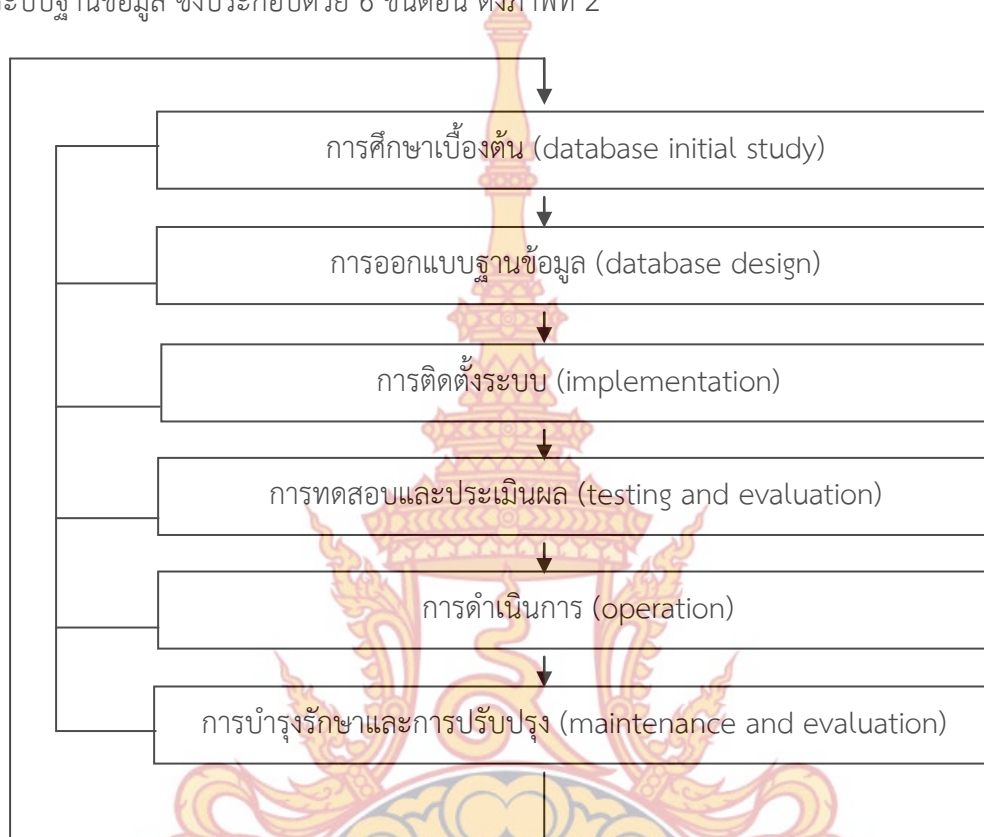 ระบบฐานข้อมูล ซึ่งประกอบด้วย 6 ขั้นตอน ดังภาพที่ 2
การศึกษาเบื้องต้น (database initial study)
การออกแบบฐานข้อมูล (database design)
การติดตั้งระบบ (implementation)
การทดสอบและประเมินผล (testing and evaluation)
การดำเนินการ (operation)
การบำรุงรักษาและการปรับปรุง (maintenance and evaluation)